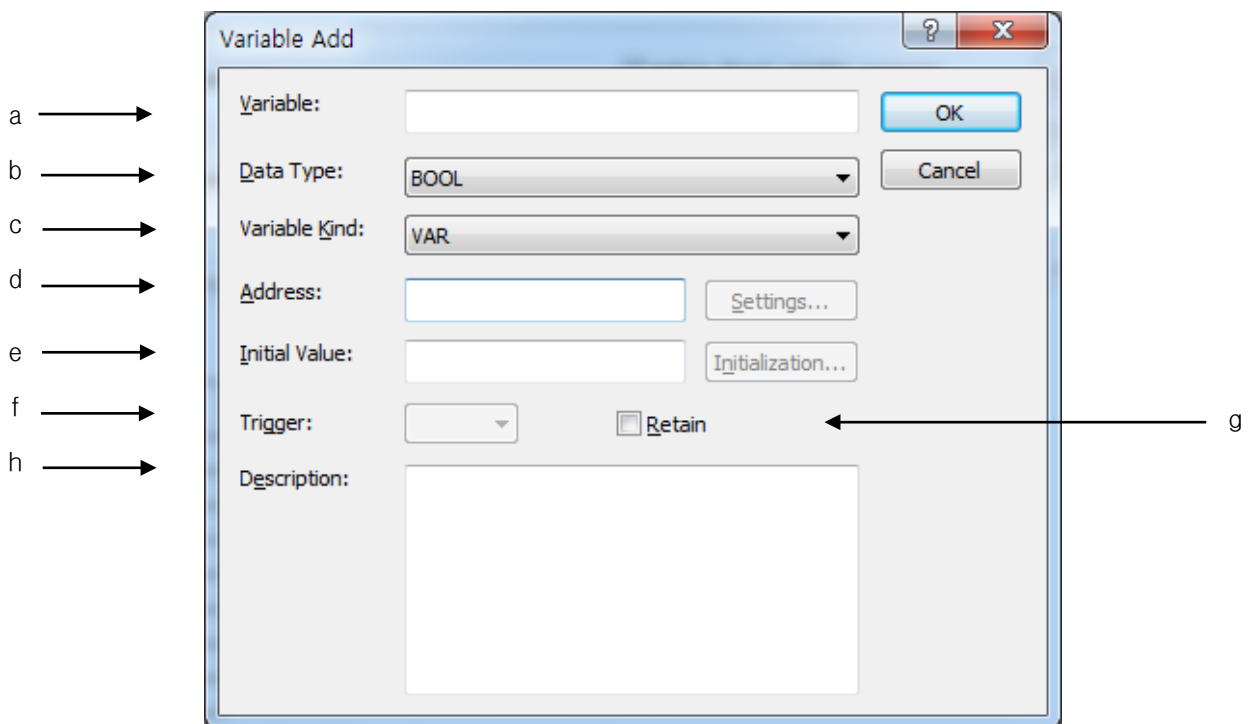 Variable Add
?
a
Variable:
OK
b
Data Type:
BOOL
Cancel
c
Variable Kind:
VAR
d
Address:
Settings...
e
Initial Value:
Initialization...
f
Trigger:
Retain
g
h
Description: